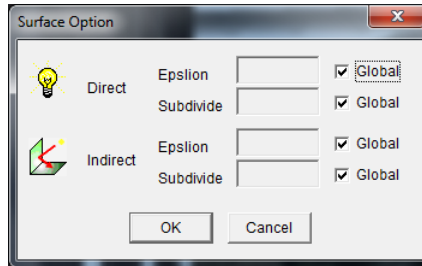 Surface Option
Epslion Global
Direct
Subdivide Global
Epslion Global
Indirect
Subdivide Global
OK Cancel